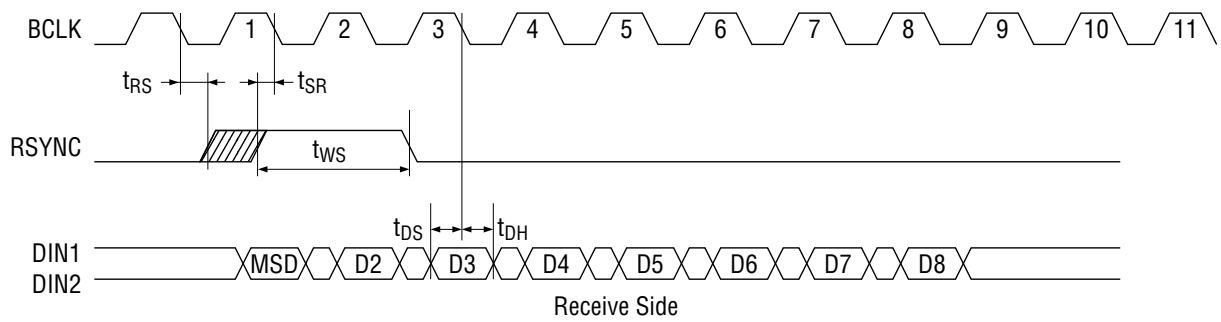 BCLK 1 2 3 4 5 6 7 8 9 10 11
tRS tSR
RSYNC
tWS
tDS tDH
DIN1
DIN2
MSD D2 D3 D4 D5 D6 D7 D8
Receive Side